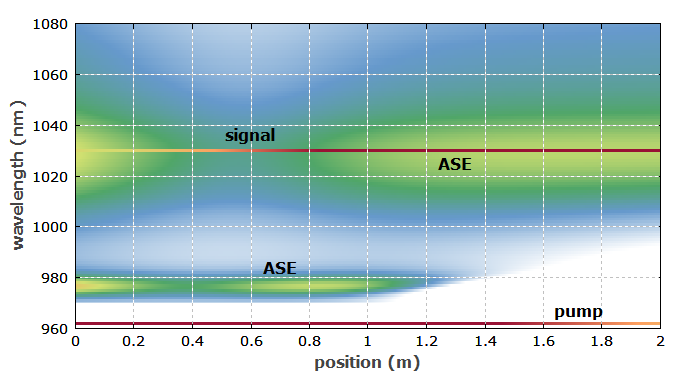 1080
1060
1040
1020
1000
980
960
wavelength (nm)
signal
ASE
ASE
pump
0 0.2 0.4 0.6 0.8 1 1.2 1.4 1.6 1.8 2
position (m)